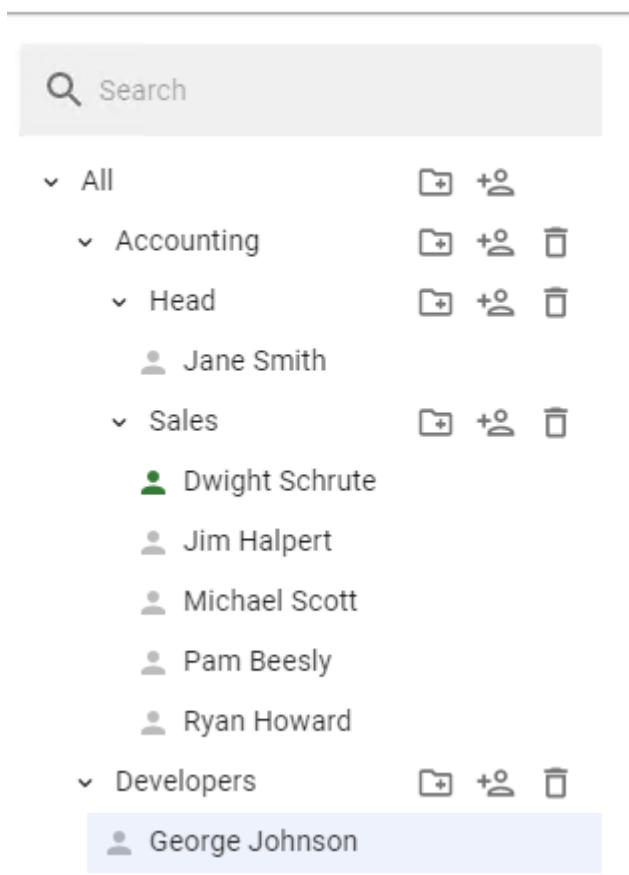 Search
All
Accounting
Head
Jane Smith
Sales
Dwight Schrute
Jim Halpert
Michael Scott
Pam Beesly
Ryan Howard
Developers
George Johnson